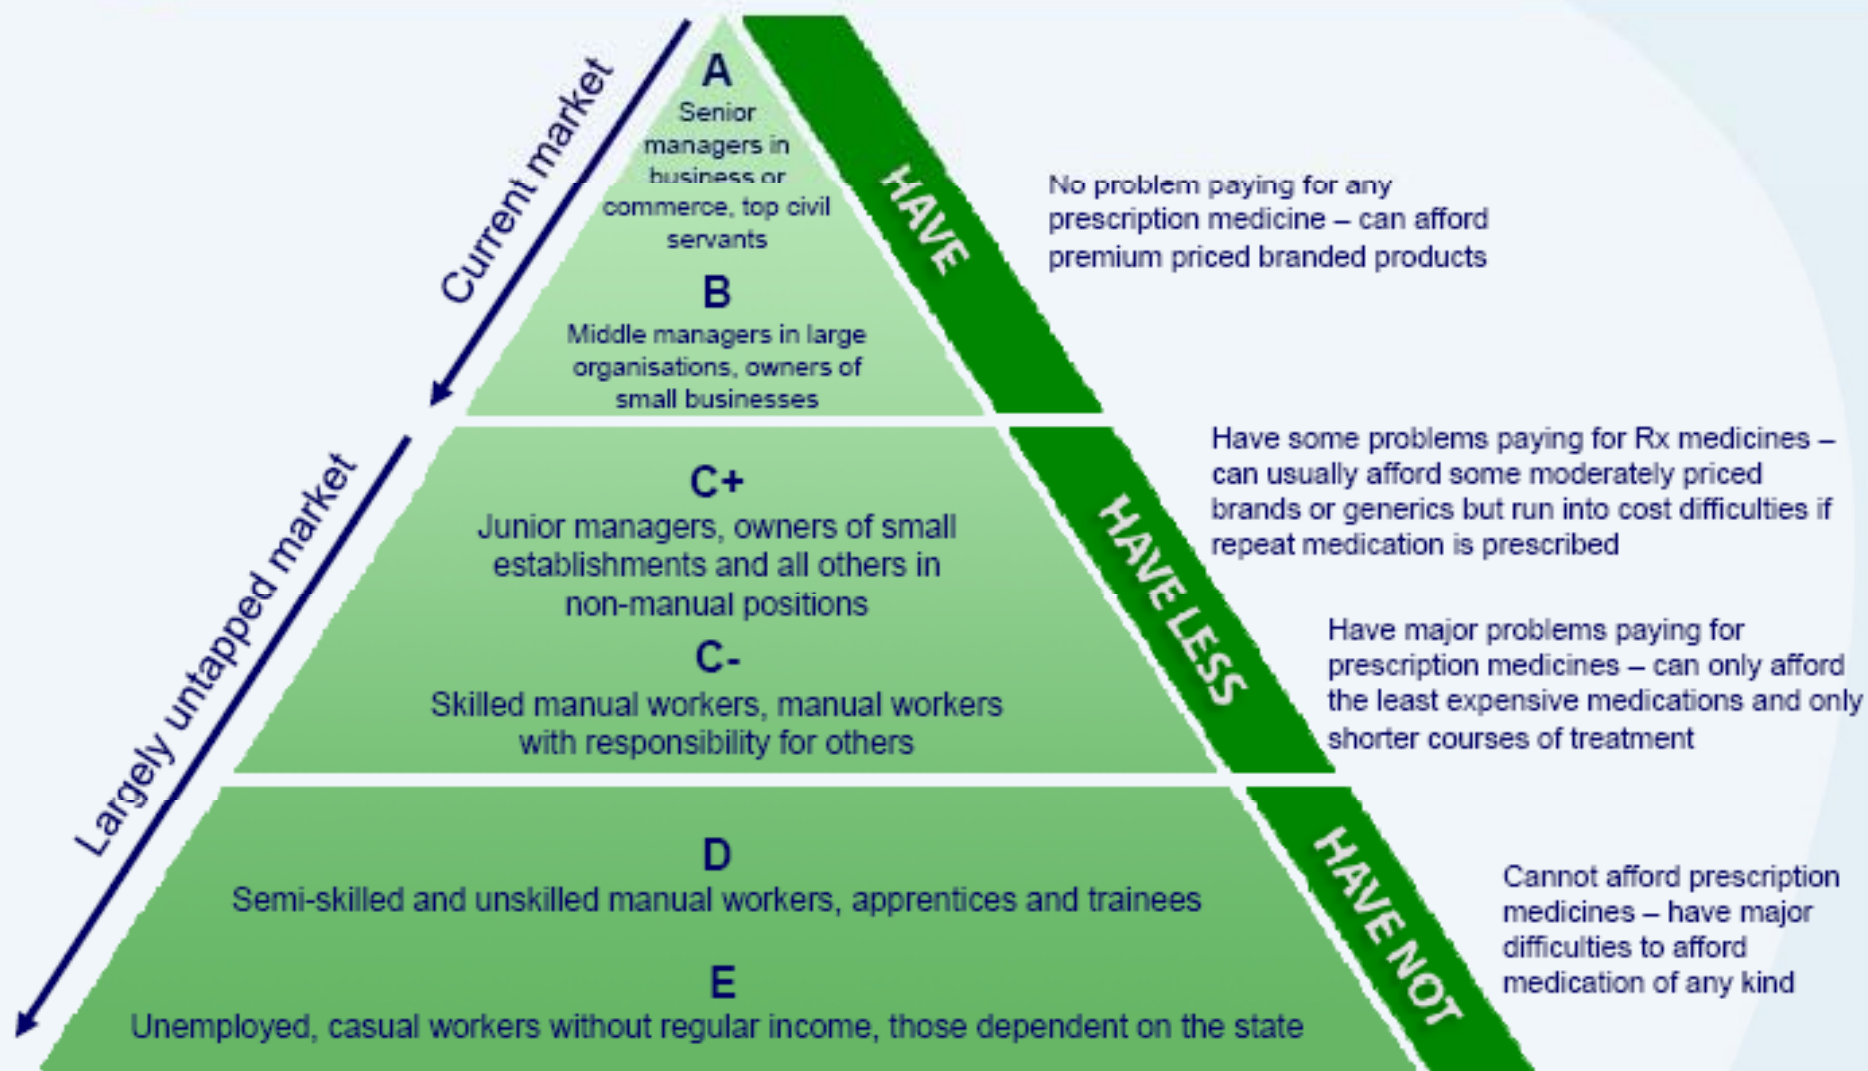 Current market
Largely untapped market
A
Senior
managers in
business or
commerce, top civil
servants
B
Middle managers in large
organisations, owners of
small businesses
HAVE
No problem paying for any
prescription medicine – can afford
premium priced branded products
C+
Junior managers, owners of small
establishments and all others in
non-manual positions
C-
Skilled manual workers, manual workers
with responsibility for others
HAVE LESS
Have some problems paying for Rx medicines –
can usually afford some moderately priced
brands or generics but run into cost difficulties if
repeat medication is prescribed
Have major problems paying for
prescription medicines – can only afford
the least expensive medications and only
shorter courses of treatment
D
Semi-skilled and unskilled manual workers, apprentices and trainees
E
Unemployed, casual workers without regular income, those dependent on the state
HAVE NOT
Cannot afford prescription
medicines – have major
difficulties to afford
medication of any kind